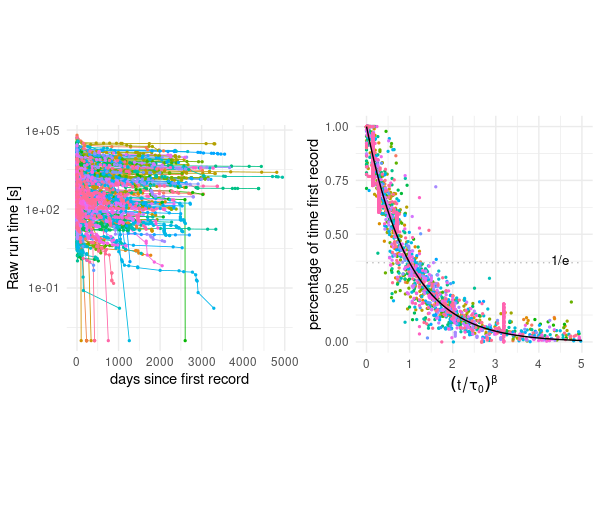 Raw run time [s]
1e+05
1e+02
1e-01
0 1000 2000 3000 4000 5000
days since first record
percentage of time first record
1.00
0.75
0.50
0.25
0.00
1/e
0 1 2 3 4 5
(t/τ₀)^β